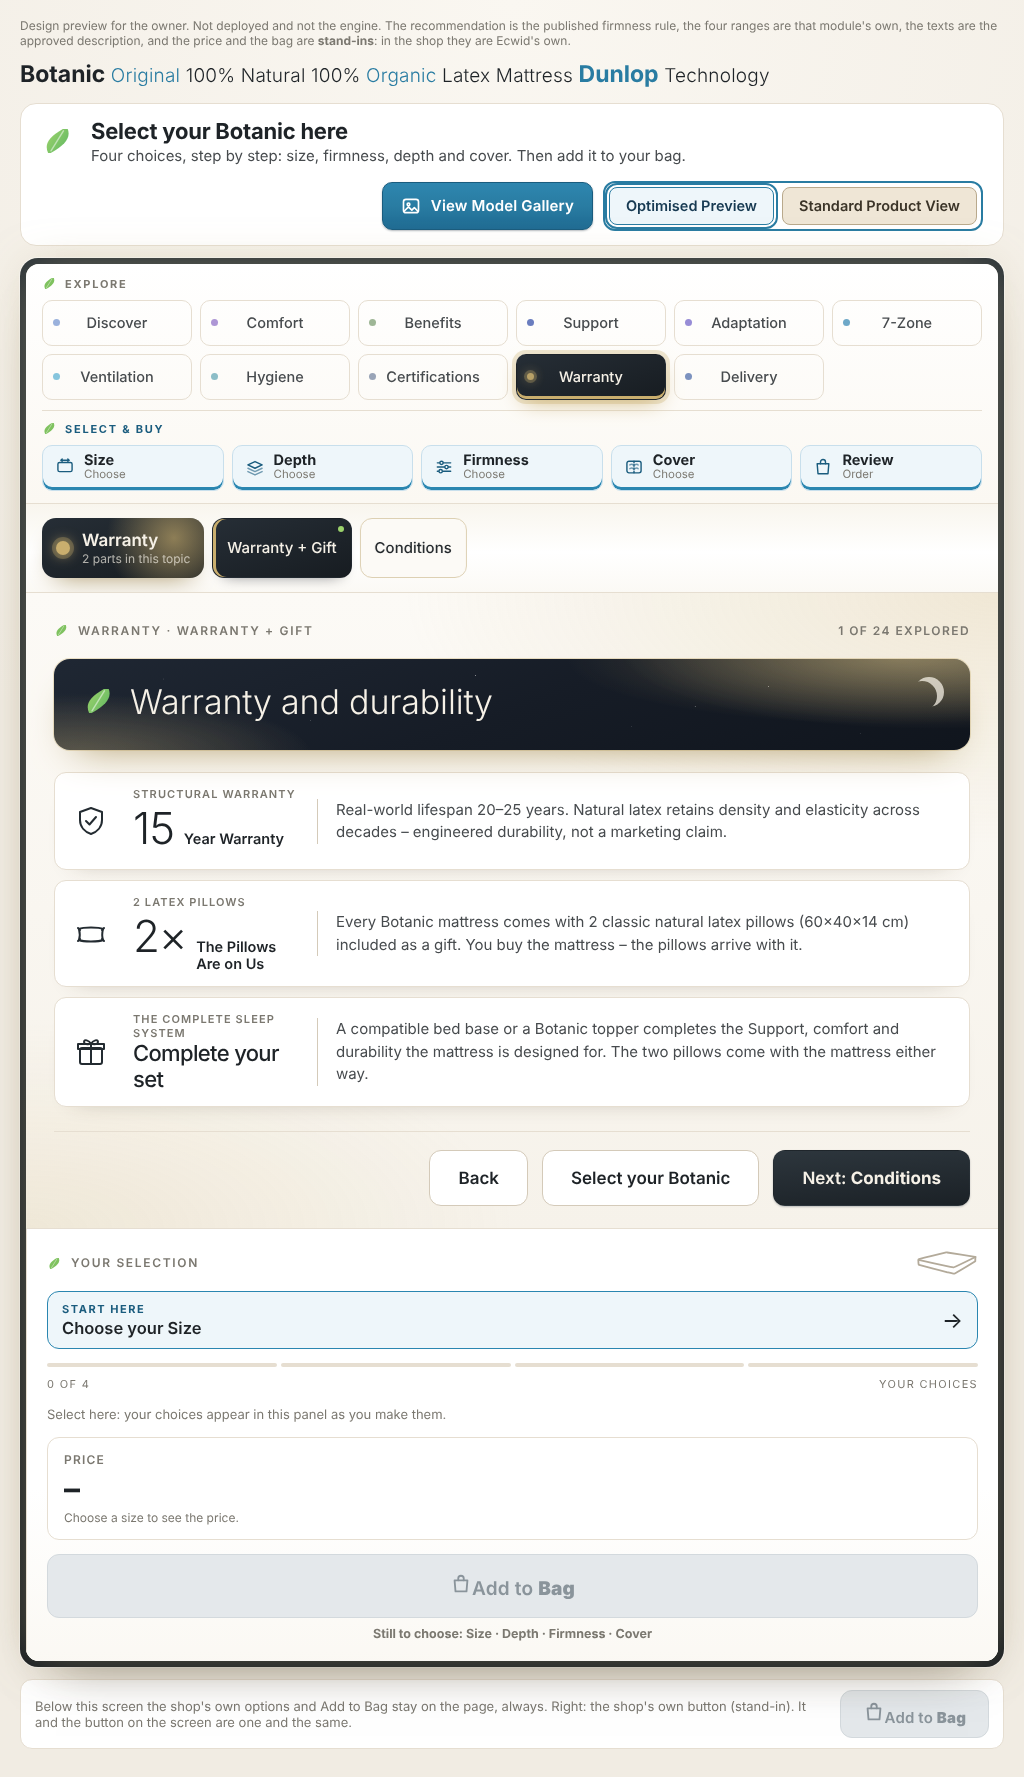 Design preview for the owner. Not deployed and not the engine. The recommendation is the published firmness rule, the four ranges are that module's own, the texts are the
approved description, and the price and the bag are stand-ins: in the shop they are Ecwid's own.
Botanic Original 100% Natural 100% Organic Latex Mattress Dunlop Technology
Select your Botanic here
Four choices, step by step: size, firmness, depth and cover. Then add it to your bag.
View Model Gallery
Optimised Preview
Standard Product View
EXPLORE
Discover
Comfort
Benefits
Support
Adaptation
7-Zone
Ventilation
Hygiene
Certifications
Warranty
Delivery
SELECT & BUY
Size
Choose
Depth
Choose
Firmness
Choose
Cover
Choose
Review
Order
Warranty
2 parts in this topic
Warranty + Gift
Conditions
WARRANTY · WARRANTY + GIFT
1 OF 24 EXPLORED
Warranty and durability
STRUCTURAL WARRANTY
15 Year Warranty
Real-world lifespan 20–25 years. Natural latex retains density and elasticity across
decades – engineered durability, not a marketing claim.
2 LATEX PILLOWS
2× The Pillows
Are on Us
Every Botanic mattress comes with 2 classic natural latex pillows (60×40×14 cm)
included as a gift. You buy the mattress – the pillows arrive with it.
THE COMPLETE SLEEP
SYSTEM
Complete your
set
A compatible bed base or a Botanic topper completes the Support, comfort and
durability the mattress is designed for. The two pillows come with the mattress either
way.
Back
Select your Botanic
Next: Conditions
YOUR SELECTION
START HERE
Choose your Size
0 OF 4
YOUR CHOICES
Select here: your choices appear in this panel as you make them.
PRICE
–
Choose a size to see the price.
Add to Bag
Still to choose: Size · Depth · Firmness · Cover
Below this screen the shop's own options and Add to Bag stay on the page, always. Right: the shop's own button (stand-in). It
and the button on the screen are one and the same.
Add to Bag